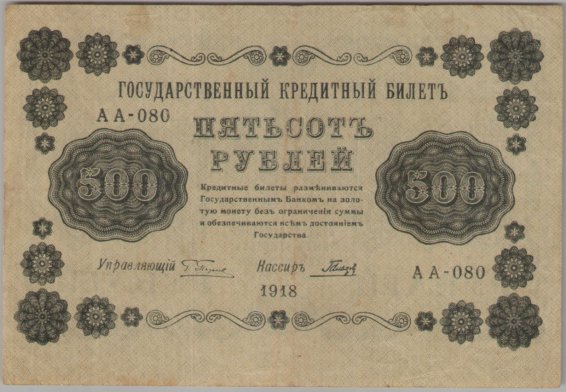 ГОСУДАРСТВЕННЫЙ КРЕДИТНЫЙ БИЛЕТЪ
АА-080
ПЯТЬСОТЪ
РУБЛЕЙ
500
500
Кредитные билеты размѣниваются
Государственнымъ Банкомъ на золо-
тую монету безъ ограниченія суммы
и обезпечиваются всѣмъ достояніемъ
Государства.
Управляющій
Кассиръ
АА-080
1918